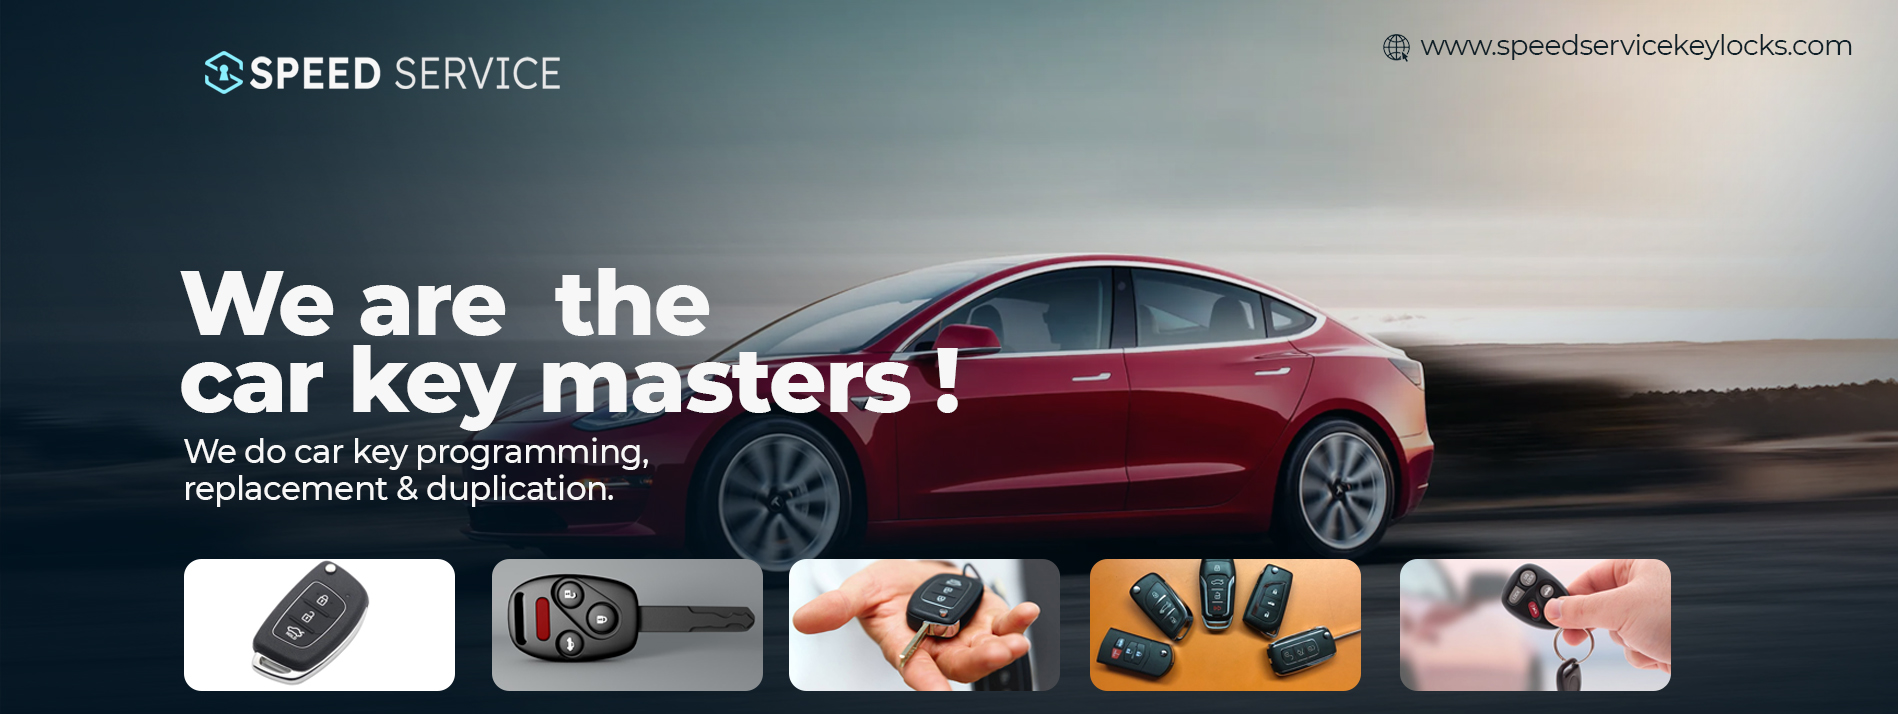 SPEED SERVICE
www.speedservicekeylocks.com
We are the
car key masters !
We do car key programming,
replacement & duplication.